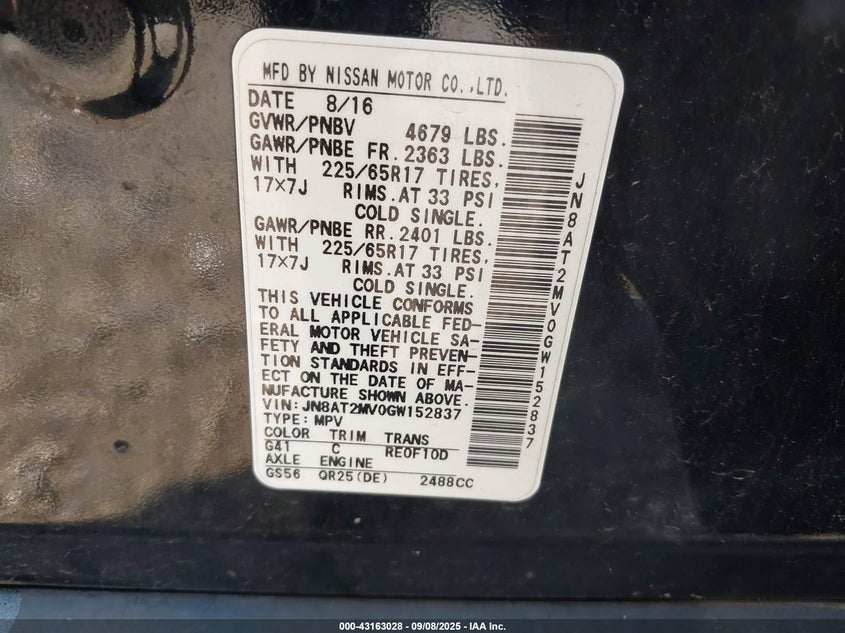 MFD BY NISSAN MOTOR CO.,LTD.
DATE 8/16
GVWR/PNBV 4679 LBS.
GAWR/PNBE FR. 2363 LBS.
WITH 225/65R17 TIRES,
17×7J RIMS.AT 33 PSI
COLD SINGLE.
GAWR/PNBE RR. 2401 LBS.
WITH 225/65R17 TIRES,
17×7J RIMS.AT 33 PSI
COLD SINGLE.
THIS VEHICLE CONFORMS
TO ALL APPLICABLE FED-
ERAL MOTOR VEHICLE SA-
FETY AND THEFT PREVEN-
TION STANDARDS IN EFF-
ECT ON THE DATE OF MA-
NUFACTURE SHOWN ABOVE.
VIN: JN8AT2MV0GW152837
TYPE: MPV
COLOR TRIM TRANS
G41 C RE0F10D
AXLE ENGINE
GS56 QR25(DE) 2488CC
JN8AT2MV0GW152837
000-43163028 - 09/08/2025 - IAA Inc.